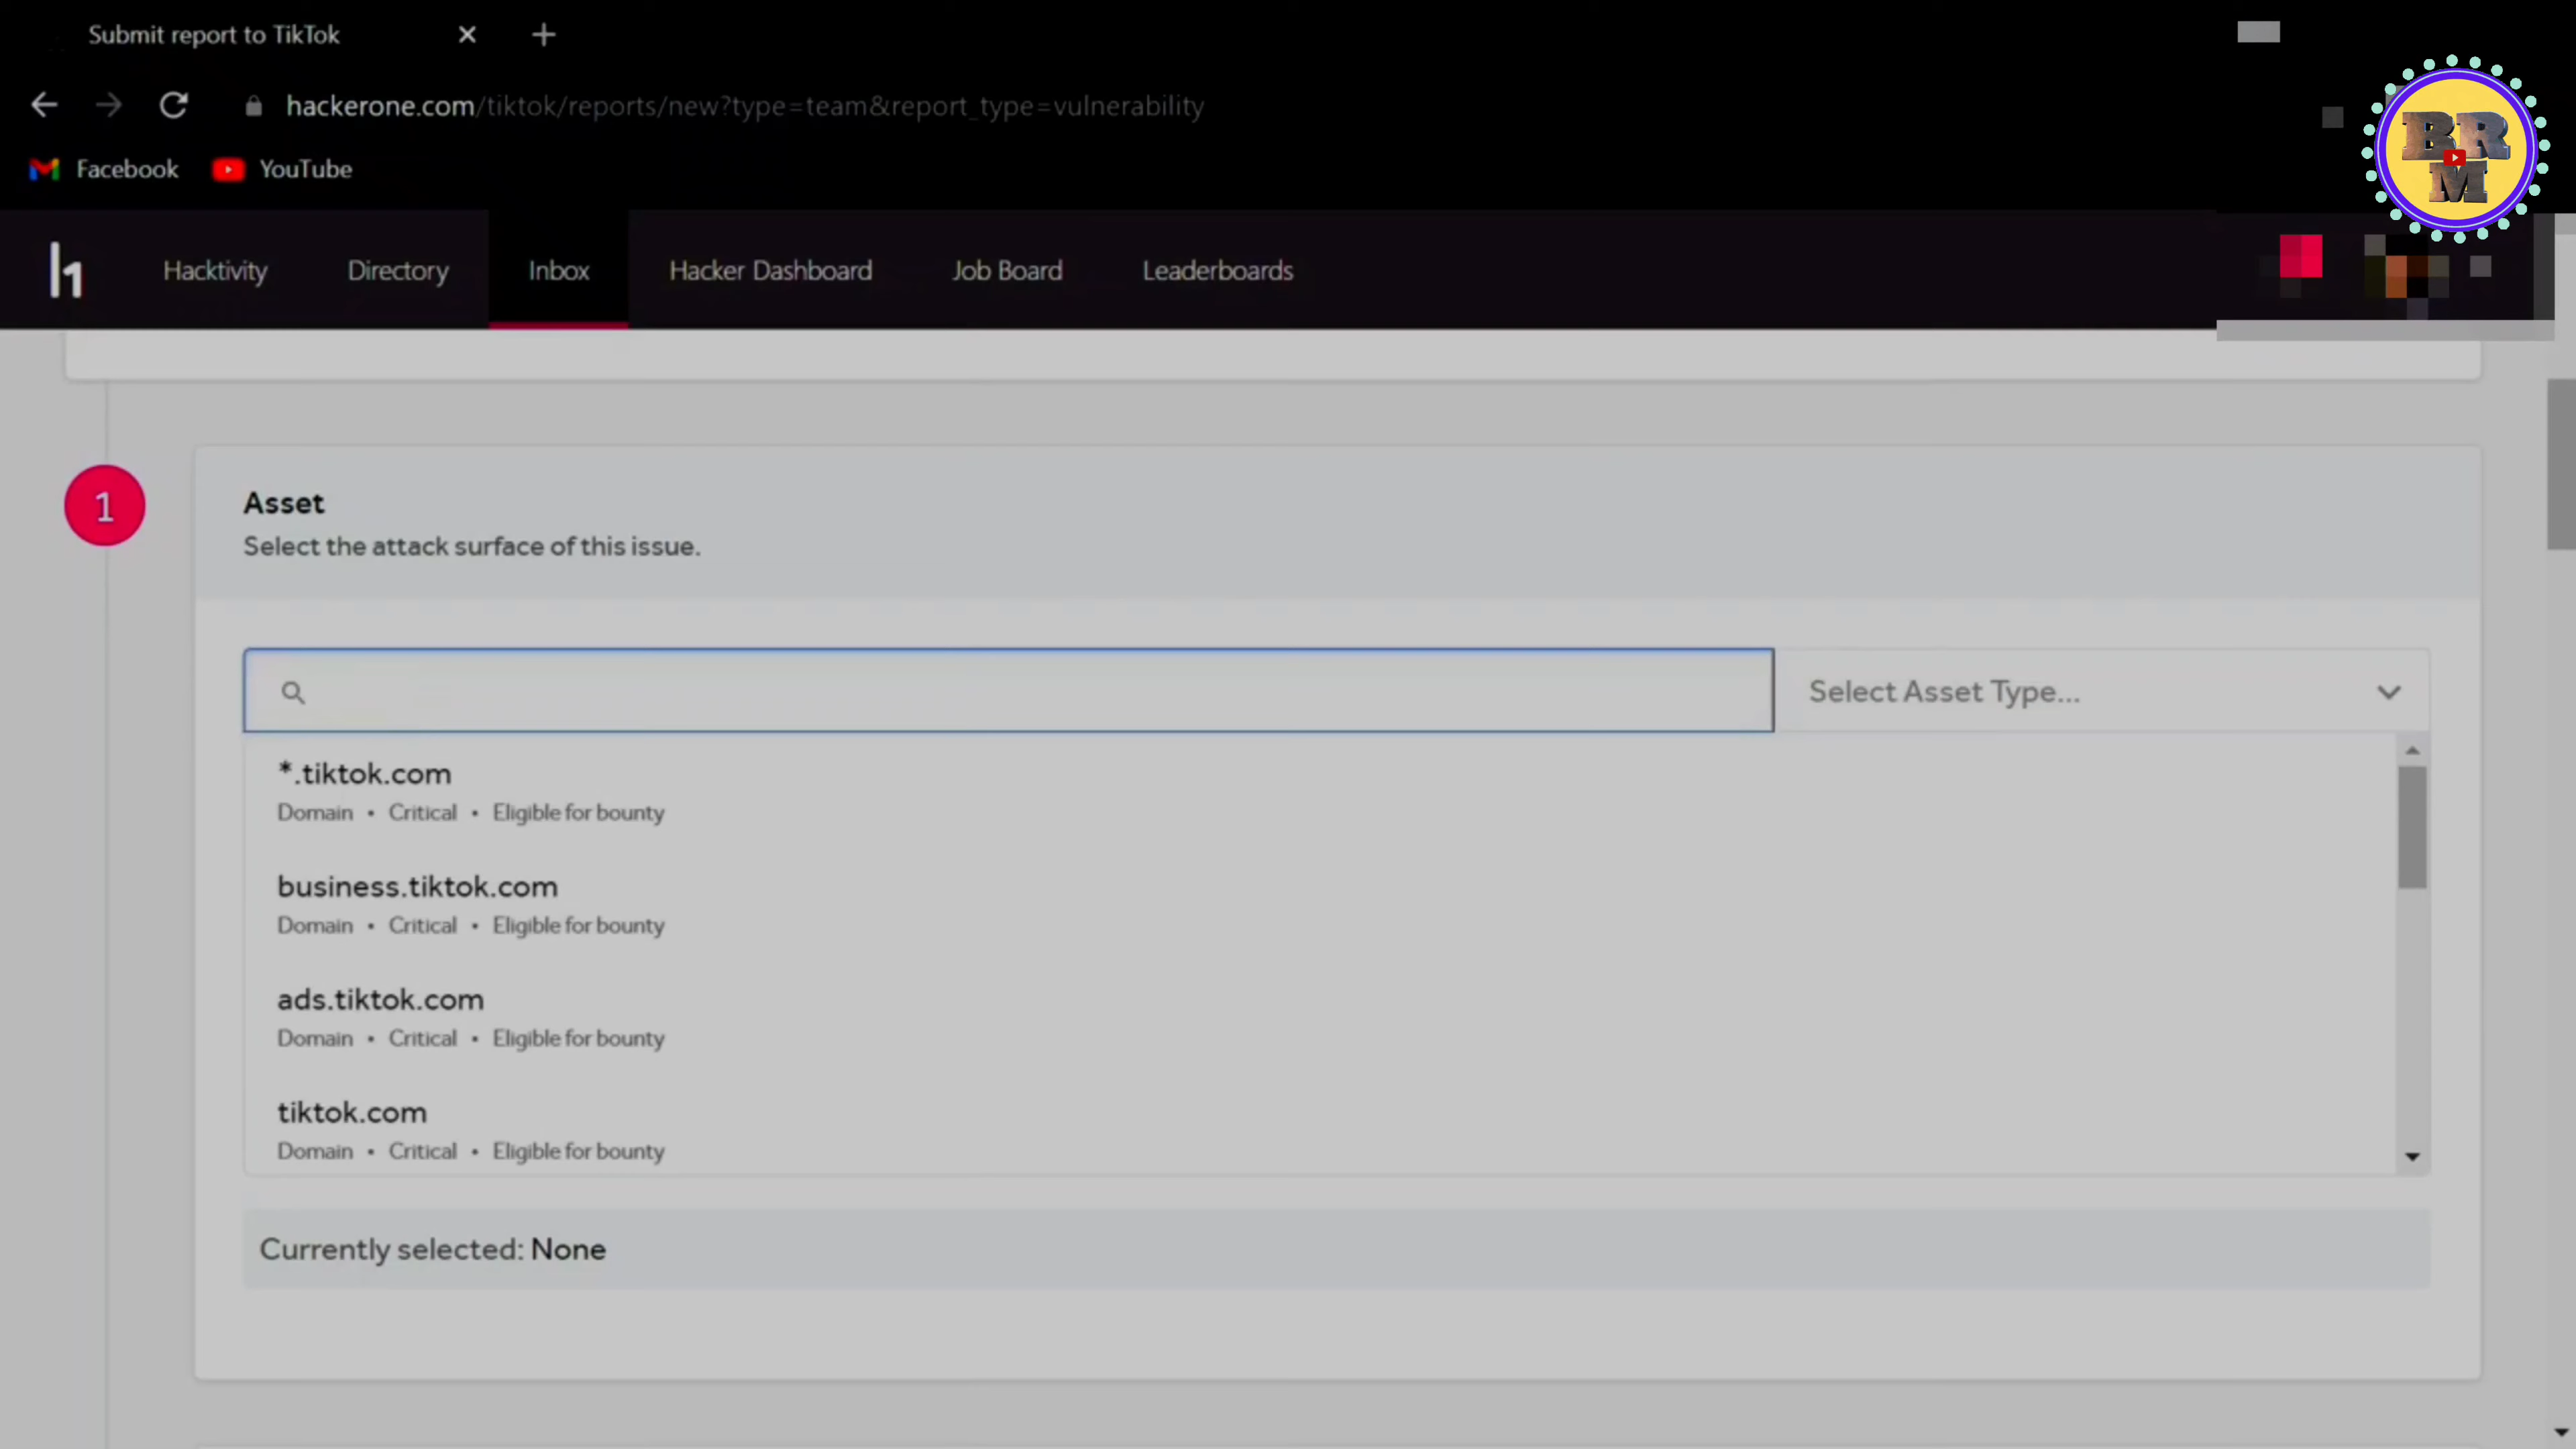 Submit report to TikTok
hackerone.com/tiktok/reports/new?type=team&report_type=vulnerability
Facebook YouTube
BR
M
h1 Hacktivity Directory Inbox Hacker Dashboard Job Board Leaderboards
1
Asset
Select the attack surface of this issue.
Select Asset Type...
*.tiktok.com
Domain • Critical • Eligible for bounty
business.tiktok.com
Domain • Critical • Eligible for bounty
ads.tiktok.com
Domain • Critical • Eligible for bounty
tiktok.com
Domain • Critical • Eligible for bounty
Currently selected: None